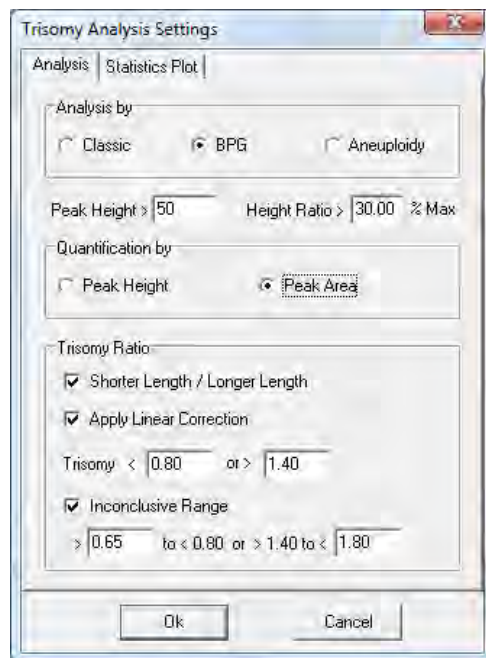 Trisomy Analysis Settings
Analysis Statistics Plot
Analysis by
Classic BPG Aneuploidy
Peak Height > 50 Height Ratio > 30.00 % Max
Quantification by
Peak Height Peak Area
Trisomy Ratio
Shorter Length / Longer Length
Apply Linear Correction
Trisomy < 0.80 or > 1.40
Inconclusive Range
> 0.65 to < 0.80 or > 1.40 to < 1.80
Ok Cancel